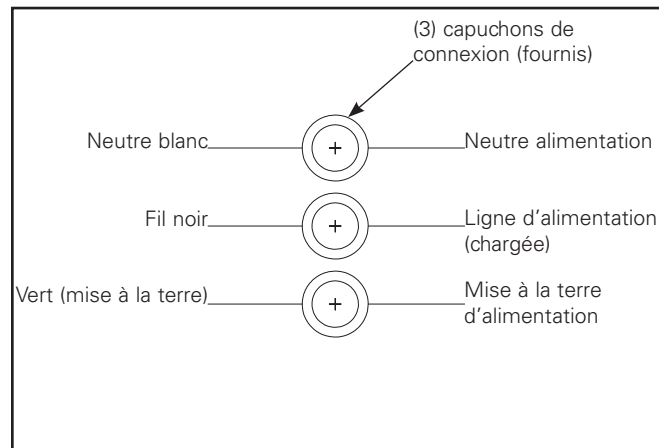 (3) capuchons de
connexion (fournis)
Neutre blanc
Neutre alimentation
Fil noir
Ligne d'alimentation
(chargée)
Vert (mise à la terre)
Mise à la terre
d'alimentation